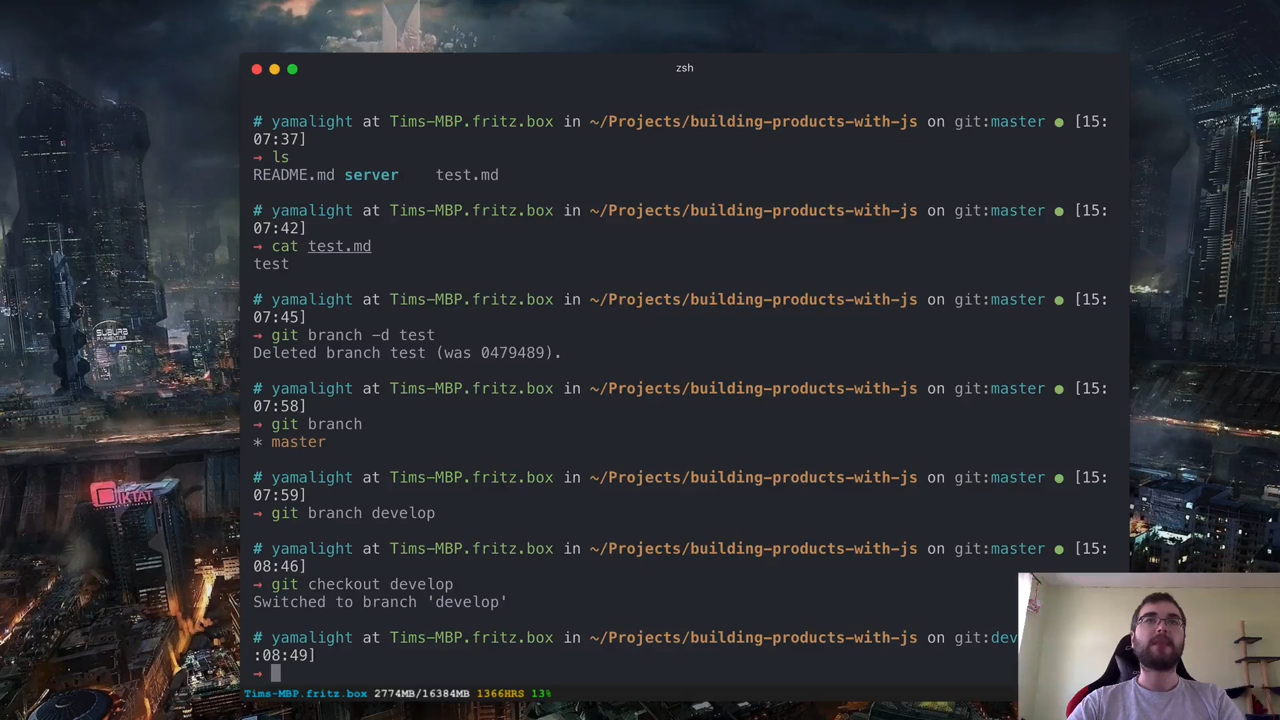 zsh
# yamalight at Tims-MBP.fritz.box in ~/Projects/building-products-with-js on git:master ● [15:
07:37]
→ ls
README.md server    test.md
# yamalight at Tims-MBP.fritz.box in ~/Projects/building-products-with-js on git:master ● [15:
07:42]
→ cat test.md
test
# yamalight at Tims-MBP.fritz.box in ~/Projects/building-products-with-js on git:master ● [15:
07:45]
→ git branch -d test
Deleted branch test (was 0479489).
# yamalight at Tims-MBP.fritz.box in ~/Projects/building-products-with-js on git:master ● [15:
07:58]
→ git branch
* master
# yamalight at Tims-MBP.fritz.box in ~/Projects/building-products-with-js on git:master ● [15:
07:59]
→ git branch develop
# yamalight at Tims-MBP.fritz.box in ~/Projects/building-products-with-js on git:master ● [15:
08:46]
→ git checkout develop
Switched to branch 'develop'
# yamalight at Tims-MBP.fritz.box in ~/Projects/building-products-with-js on git:dev
:08:49]
→
Tims-MBP.fritz.box 2774MB/16384MB 1366HRS 13%
SUBURB